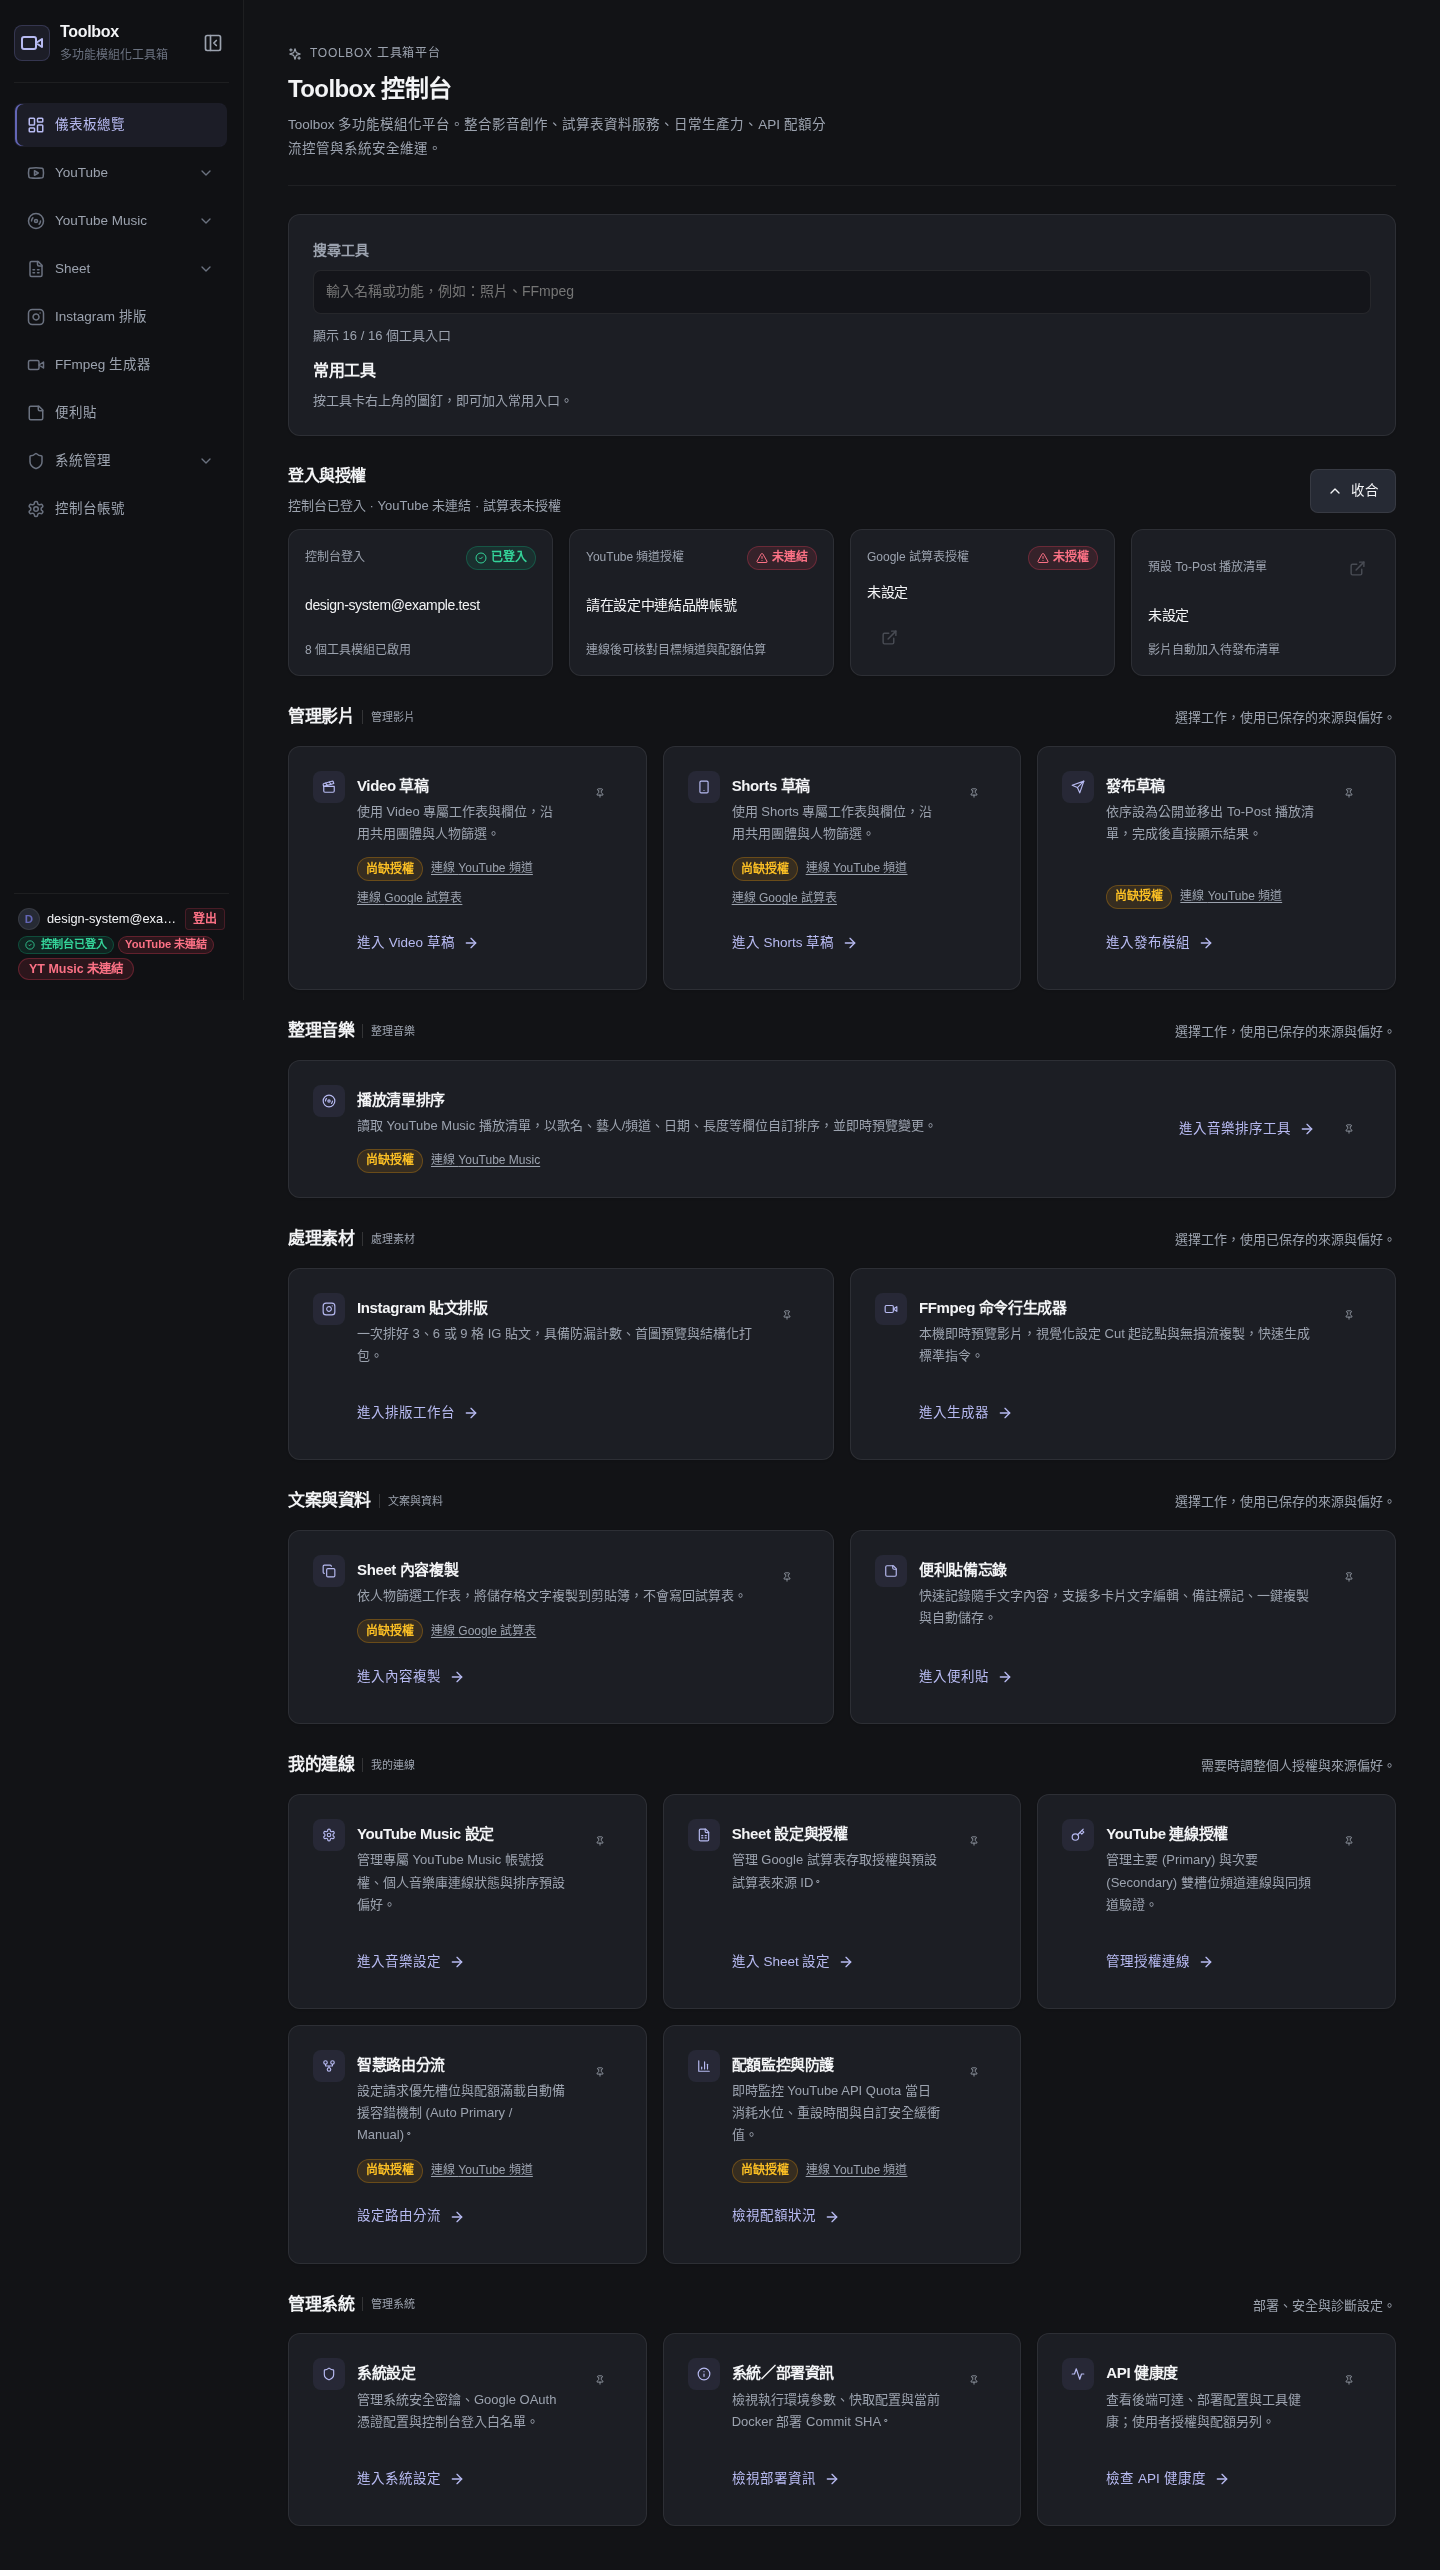 Toolbox
多功能模組化工具箱
儀表板總覽
YouTube
YouTube Music
Sheet
Instagram 排版
FFmpeg 生成器
便利貼
系統管理
控制台帳號
D
design-system@exa...
登出
控制台已登入
YouTube 未連結
YT Music 未連結
TOOLBOX 工具箱平台
Toolbox 控制台
Toolbox 多功能模組化平台。整合影音創作、試算表資料服務、日常生產力、API 配額分
流控管與系統安全維運。
搜尋工具
輸入名稱或功能，例如：照片、FFmpeg
顯示 16 / 16 個工具入口
常用工具
按工具卡右上角的圖釘，即可加入常用入口。
登入與授權
控制台已登入 · YouTube 未連結 · 試算表未授權
收合
控制台登入
已登入
design-system@example.test
8 個工具模組已啟用
YouTube 頻道授權
未連結
請在設定中連結品牌帳號
連線後可核對目標頻道與配額估算
Google 試算表授權
未授權
未設定
預設 To-Post 播放清單
未設定
影片自動加入待發布清單
管理影片
管理影片
選擇工作，使用已保存的來源與偏好。
Video 草稿
使用 Video 專屬工作表與欄位，沿
用共用團體與人物篩選。
尚缺授權
連線 YouTube 頻道
連線 Google 試算表
進入 Video 草稿
Shorts 草稿
使用 Shorts 專屬工作表與欄位，沿
用共用團體與人物篩選。
尚缺授權
連線 YouTube 頻道
連線 Google 試算表
進入 Shorts 草稿
發布草稿
依序設為公開並移出 To-Post 播放清
單，完成後直接顯示結果。
尚缺授權
連線 YouTube 頻道
進入發布模組
整理音樂
整理音樂
選擇工作，使用已保存的來源與偏好。
播放清單排序
讀取 YouTube Music 播放清單，以歌名、藝人/頻道、日期、長度等欄位自訂排序，並即時預覽變更。
尚缺授權
連線 YouTube Music
進入音樂排序工具
處理素材
處理素材
選擇工作，使用已保存的來源與偏好。
Instagram 貼文排版
一次排好 3、6 或 9 格 IG 貼文，具備防漏計數、首圖預覽與結構化打
包。
進入排版工作台
FFmpeg 命令行生成器
本機即時預覽影片，視覺化設定 Cut 起訖點與無損流複製，快速生成
標準指令。
進入生成器
文案與資料
文案與資料
選擇工作，使用已保存的來源與偏好。
Sheet 內容複製
依人物篩選工作表，將儲存格文字複製到剪貼簿，不會寫回試算表。
尚缺授權
連線 Google 試算表
進入內容複製
便利貼備忘錄
快速記錄隨手文字內容，支援多卡片文字編輯、備註標記、一鍵複製
與自動儲存。
進入便利貼
我的連線
我的連線
需要時調整個人授權與來源偏好。
YouTube Music 設定
管理專屬 YouTube Music 帳號授
權、個人音樂庫連線狀態與排序預設
偏好。
進入音樂設定
Sheet 設定與授權
管理 Google 試算表存取授權與預設
試算表來源 ID。
進入 Sheet 設定
YouTube 連線授權
管理主要 (Primary) 與次要
(Secondary) 雙槽位頻道連線與同頻
道驗證。
管理授權連線
智慧路由分流
設定請求優先槽位與配額滿載自動備
援容錯機制 (Auto Primary /
Manual)。
尚缺授權
連線 YouTube 頻道
設定路由分流
配額監控與防護
即時監控 YouTube API Quota 當日
消耗水位、重設時間與自訂安全緩衝
值。
尚缺授權
連線 YouTube 頻道
檢視配額狀況
管理系統
管理系統
部署、安全與診斷設定。
系統設定
管理系統安全密鑰、Google OAuth
憑證配置與控制台登入白名單。
進入系統設定
系統／部署資訊
檢視執行環境參數、快取配置與當前
Docker 部署 Commit SHA。
檢視部署資訊
API 健康度
查看後端可達、部署配置與工具健
康；使用者授權與配額另列。
檢查 API 健康度